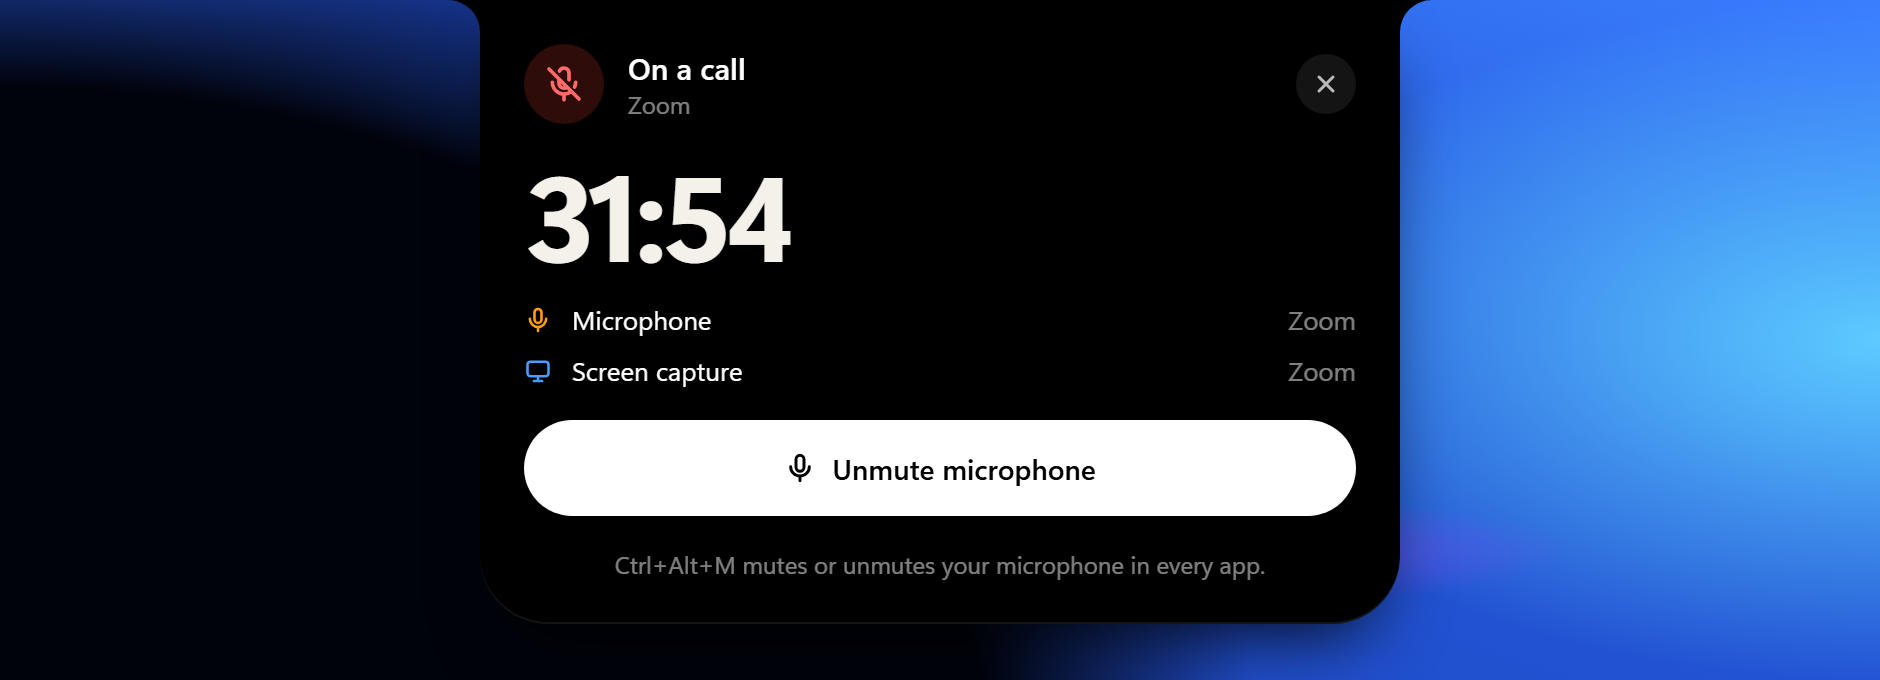 On a call
Zoom
31:54
Microphone Zoom
Screen capture Zoom
Unmute microphone
Ctrl+Alt+M mutes or unmutes your microphone in every app.